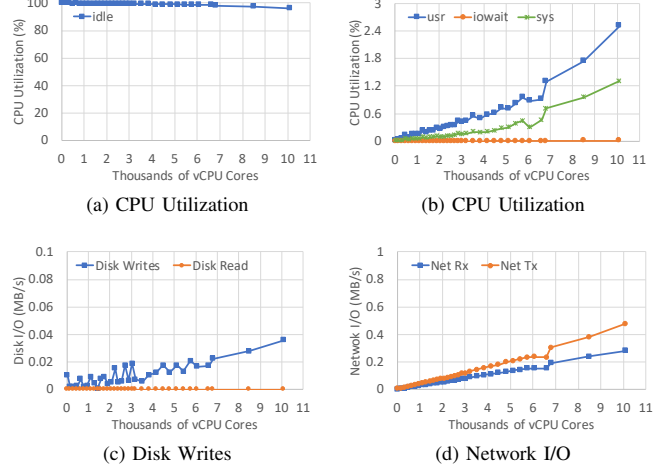 100
80
60
40
20
0
CPU Utilization (%)
idle
0 1 2 3 4 5 6 7 8 9 10 11
Thousands of vCPU Cores
(a) CPU Utilization
3
2.4
1.8
1.2
0.6
0
CPU Utilization (%)
usr iowait sys
0 1 2 3 4 5 6 7 8 9 10 11
Thousands of vCPU Cores
(b) CPU Utilization
0.1
0.08
0.06
0.04
0.02
0
Disk I/O (MB/s)
Disk Writes Disk Read
0 1 2 3 4 5 6 7 8 9 10 11
Thousands of vCPU Cores
(c) Disk Writes
1
0.8
0.6
0.4
0.2
0
Netwok I/O (MB/s)
Net Rx Net Tx
0 1 2 3 4 5 6 7 8 9 10 11
Thousands of vCPU Cores
(d) Network I/O